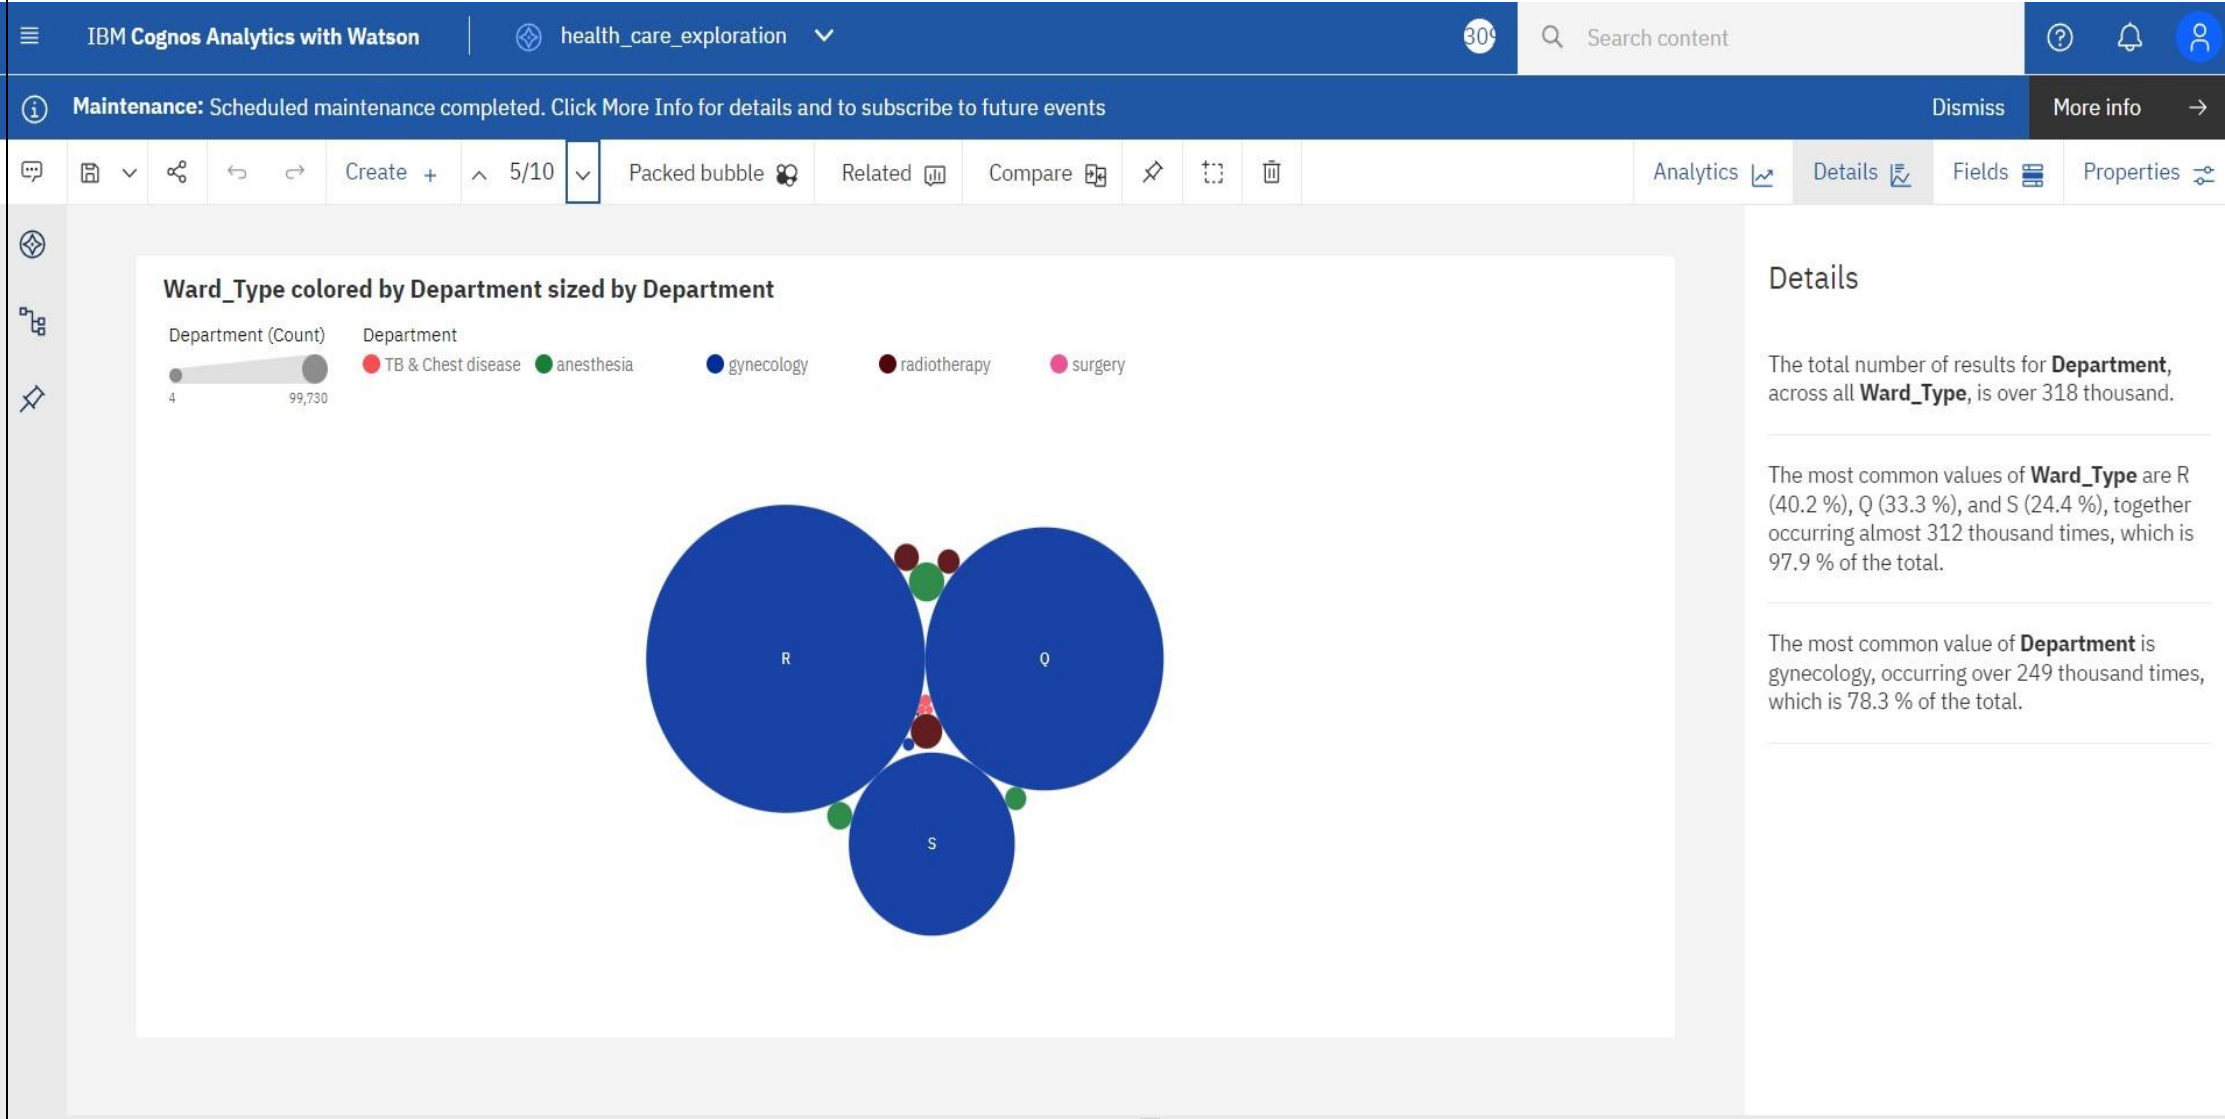 IBM Cognos Analytics with Watson
health_care_exploration
Search content
Maintenance: Scheduled maintenance completed. Click More Info for details and to subscribe to future events
Dismiss
More info
Create +
5/10
Packed bubble
Related
Compare
Analytics
Details
Fields
Properties
Ward_Type colored by Department sized by Department
Department (Count)
4
99,730
Department
TB & Chest disease
anesthesia
gynecology
radiotherapy
surgery
R
Q
S
Details
The total number of results for Department,
across all Ward_Type, is over 318 thousand.
The most common values of Ward_Type are R
(40.2 %), Q (33.3 %), and S (24.4 %), together
occurring almost 312 thousand times, which is
97.9 % of the total.
The most common value of Department is
gynecology, occurring over 249 thousand times,
which is 78.3 % of the total.